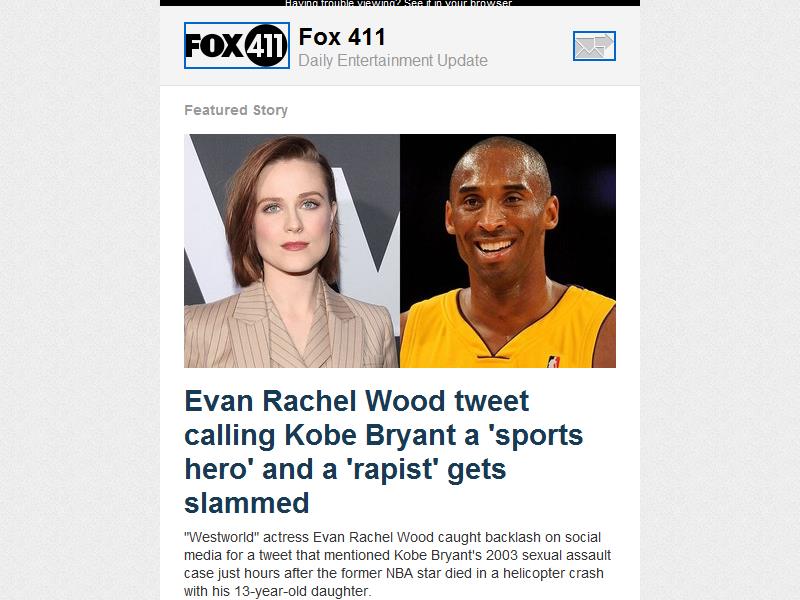 Having trouble viewing? See it in your browser
FOX 411
Fox 411
Daily Entertainment Update
Featured Story
Evan Rachel Wood tweet
calling Kobe Bryant a 'sports
hero' and a 'rapist' gets
slammed
"Westworld" actress Evan Rachel Wood caught backlash on social
media for a tweet that mentioned Kobe Bryant's 2003 sexual assault
case just hours after the former NBA star died in a helicopter crash
with his 13-year-old daughter.